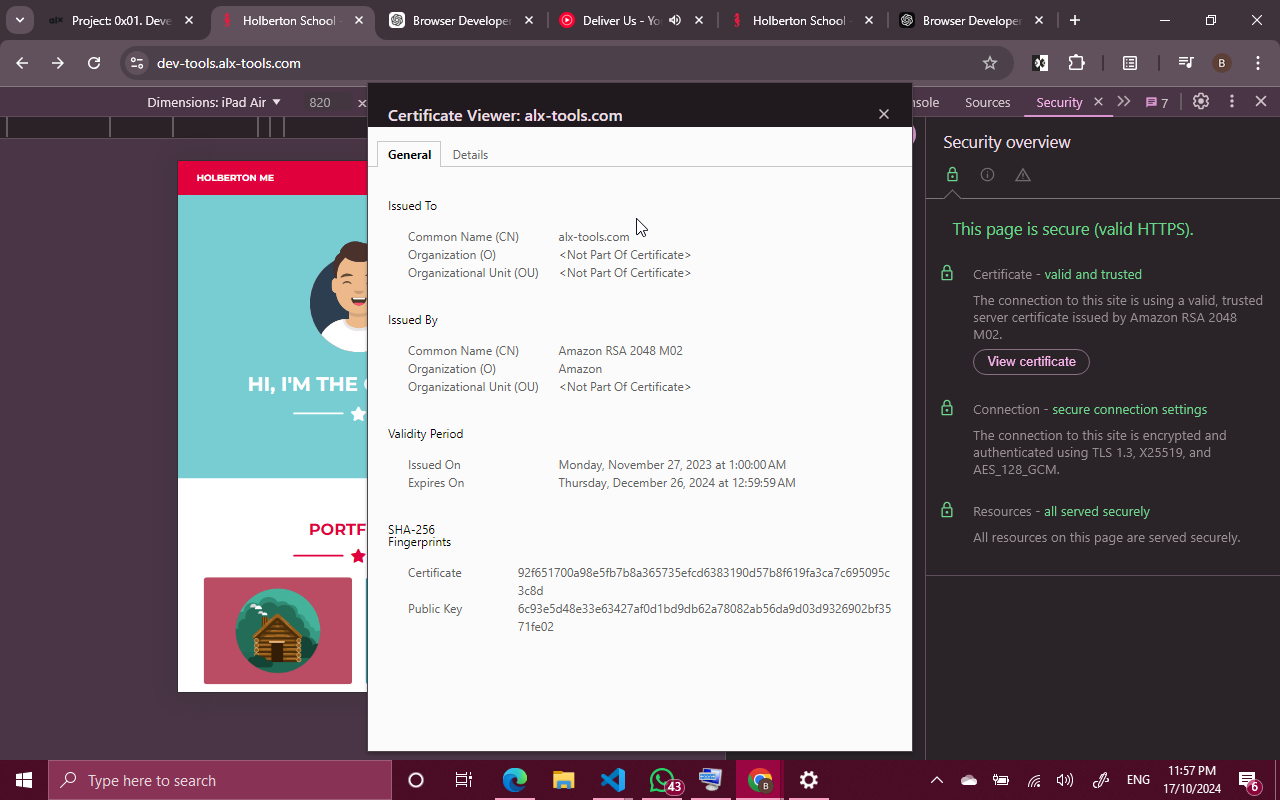 Project: 0x01. Deve
Holberton School -
Browser Developer
Deliver Us - Yo
Holberton School -
Browser Developer
dev-tools.alx-tools.com
B
Dimensions: iPad Air
820
x
nsole
Sources
Security
7
Certificate Viewer: alx-tools.com
General
Details
Issued To
Common Name (CN) alx-tools.com
Organization (O) <Not Part Of Certificate>
Organizational Unit (OU) <Not Part Of Certificate>
Issued By
Common Name (CN) Amazon RSA 2048 M02
Organization (O) Amazon
Organizational Unit (OU) <Not Part Of Certificate>
Validity Period
Issued On Monday, November 27, 2023 at 1:00:00 AM
Expires On Thursday, December 26, 2024 at 12:59:59 AM
SHA-256
Fingerprints
Certificate 92f651700a98e5fb7b8a365735efcd6383190d57b8f619fa3ca7c695095c
3c8d
Public Key 6c93e5d48e33e63427af0d1bd9db62a78082ab56da9d03d9326902bf35
71fe02
HOLBERTON ME
HI, I'M THE
PORTF
Security overview
This page is secure (valid HTTPS).
Certificate - valid and trusted
The connection to this site is using a valid, trusted
server certificate issued by Amazon RSA 2048
M02.
View certificate
Connection - secure connection settings
The connection to this site is encrypted and
authenticated using TLS 1.3, X25519, and
AES_128_GCM.
Resources - all served securely
All resources on this page are served securely.
Type here to search
43
B
ENG
11:57 PM
17/10/2024
6